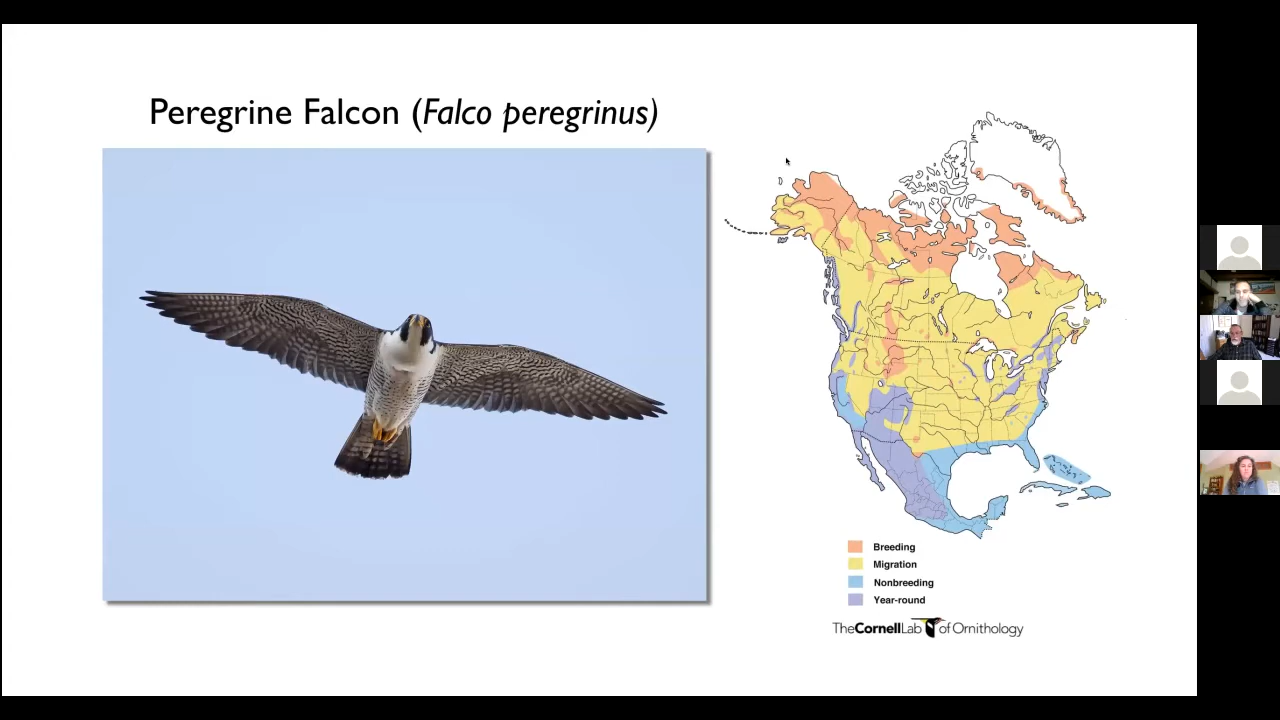 Peregrine Falcon (Falco peregrinus)
Breeding
Migration
Nonbreeding
Year-round
TheCornellLab of Ornithology